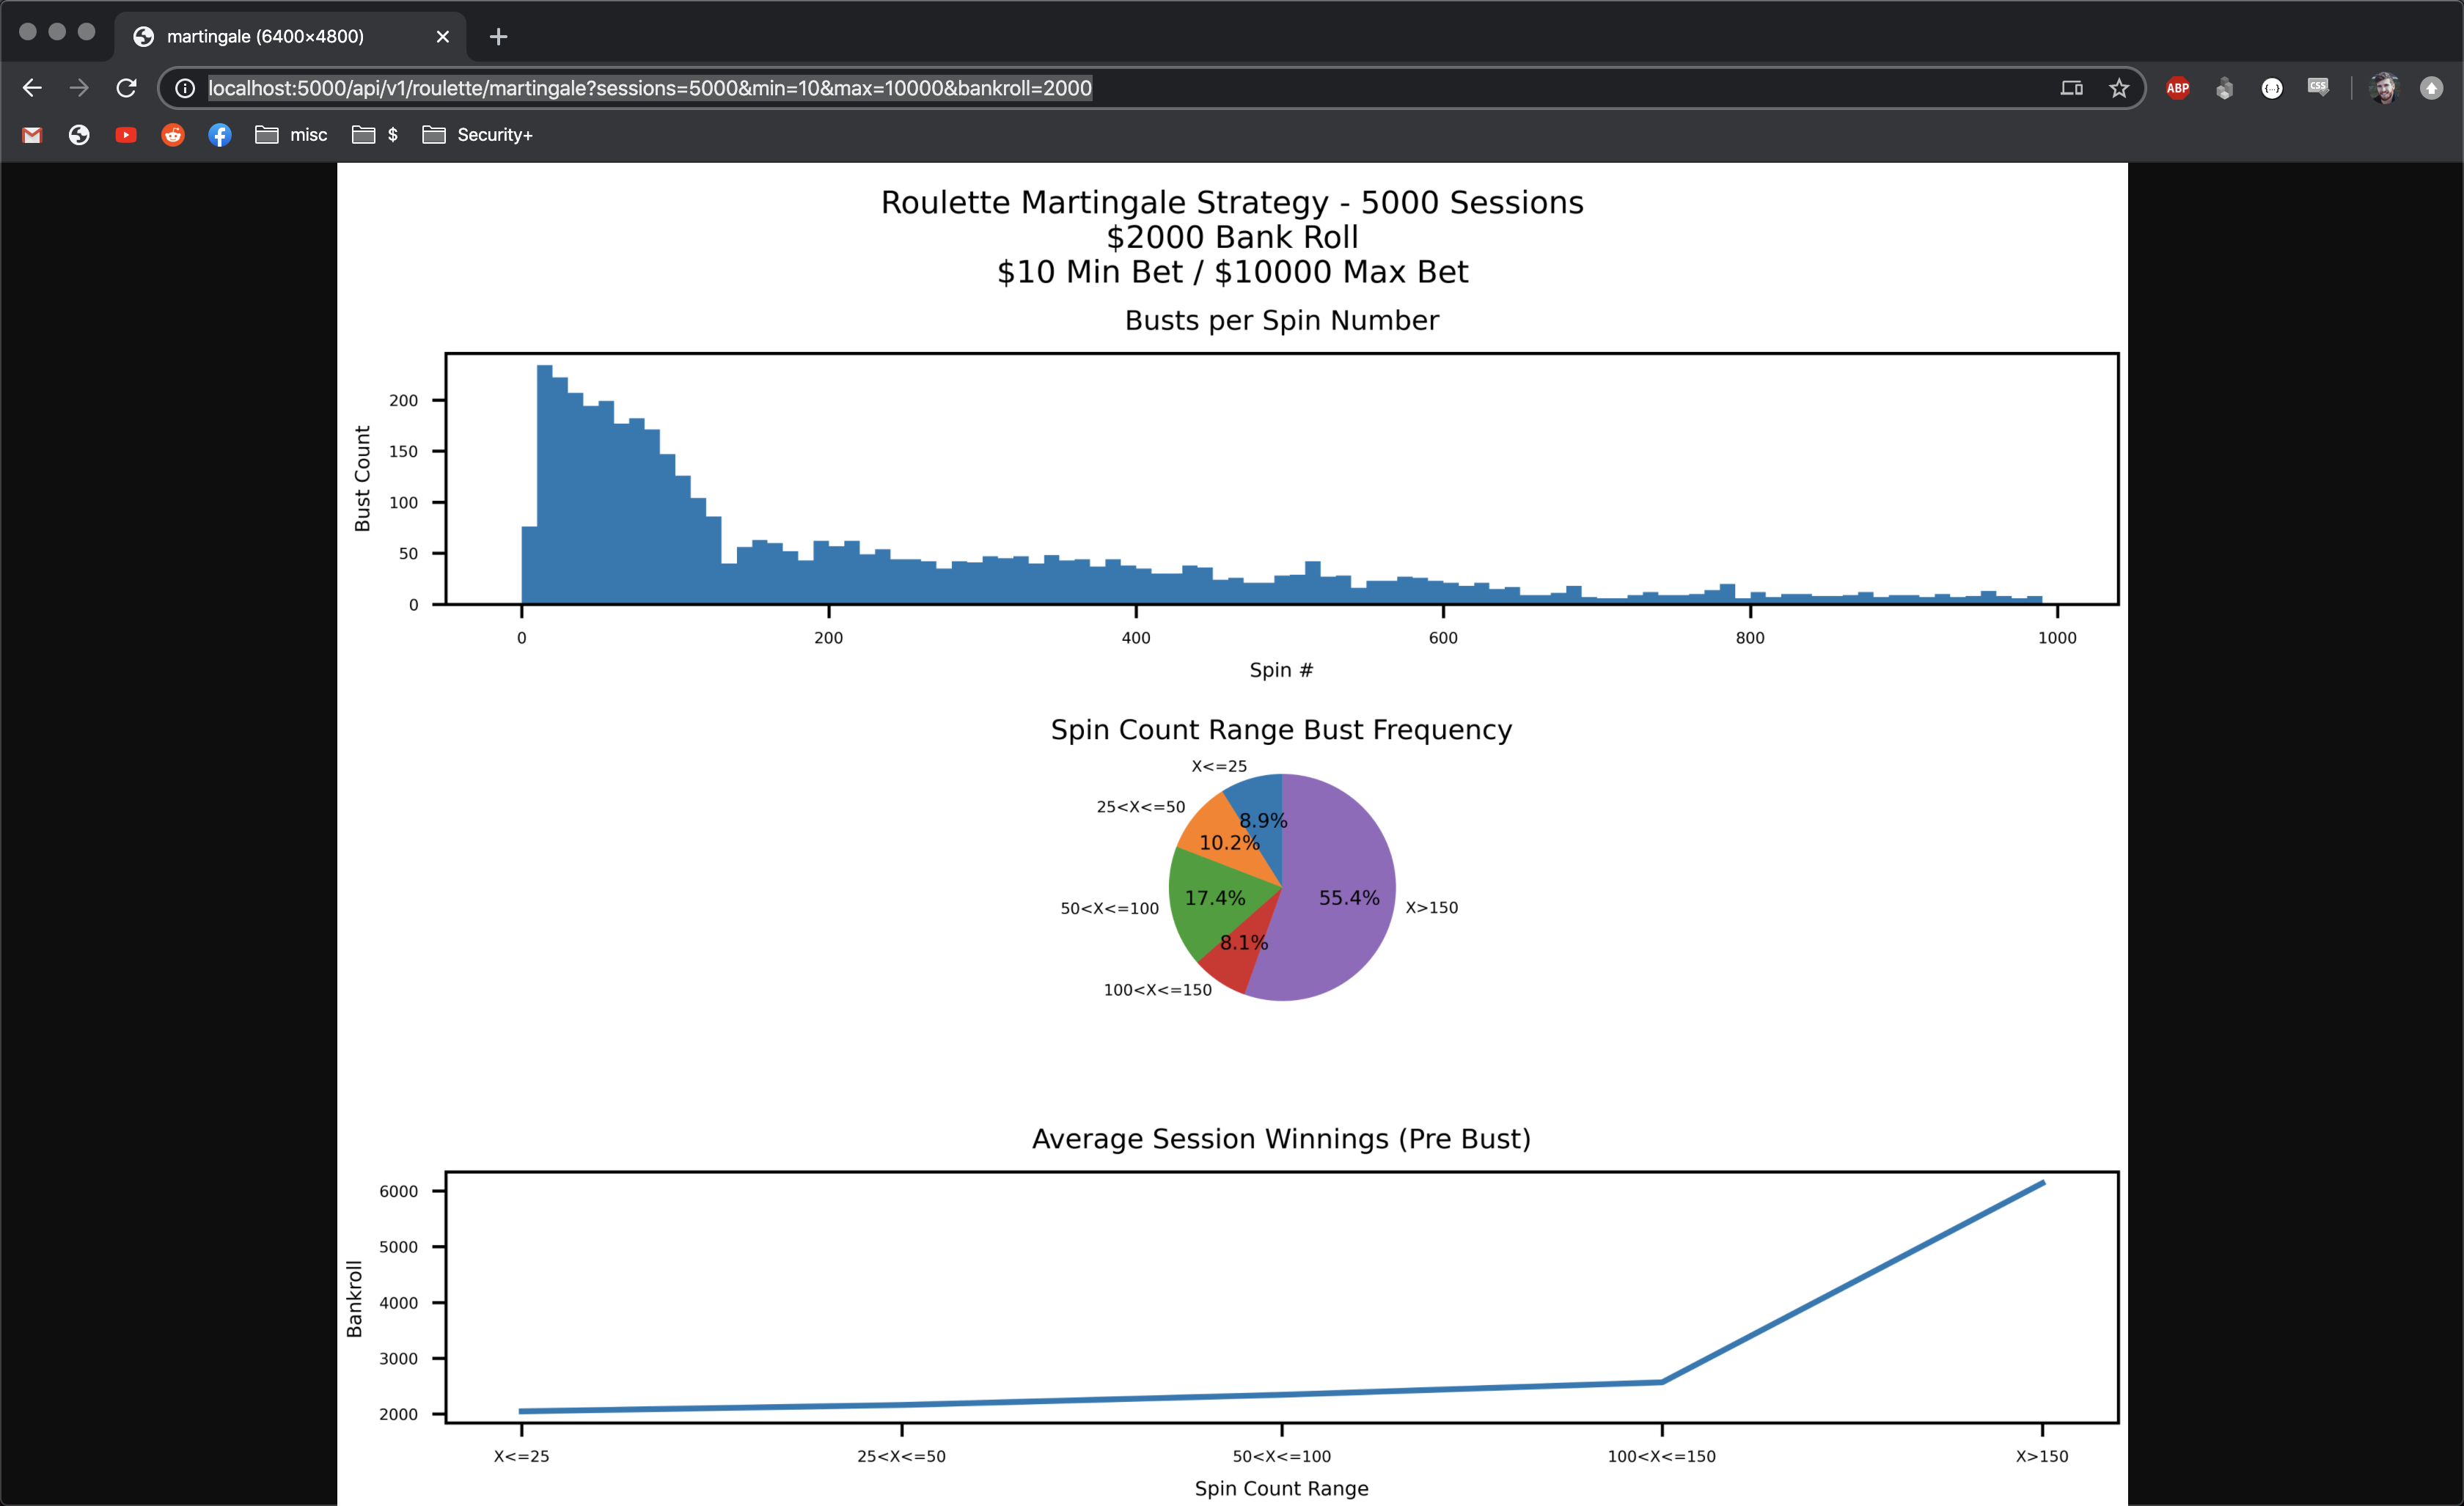 martingale (6400×4800)
localhost:5000/api/v1/roulette/martingale?sessions=5000&min=10&max=10000&bankroll=2000
ABP
{...}
CSS
misc
$
Security+
Roulette Martingale Strategy - 5000 Sessions
$2000 Bank Roll
$10 Min Bet / $10000 Max Bet
Busts per Spin Number
Bust Count
200
150
100
50
0
0 200 400 600 800 1000
Spin #
Spin Count Range Bust Frequency
X<=25
25<X<=50
8.9%
10.2%
50<X<=100
17.4%
55.4%
X>150
8.1%
100<X<=150
Average Session Winnings (Pre Bust)
Bankroll
6000
5000
4000
3000
2000
X<=25 25<X<=50 50<X<=100 100<X<=150 X>150
Spin Count Range